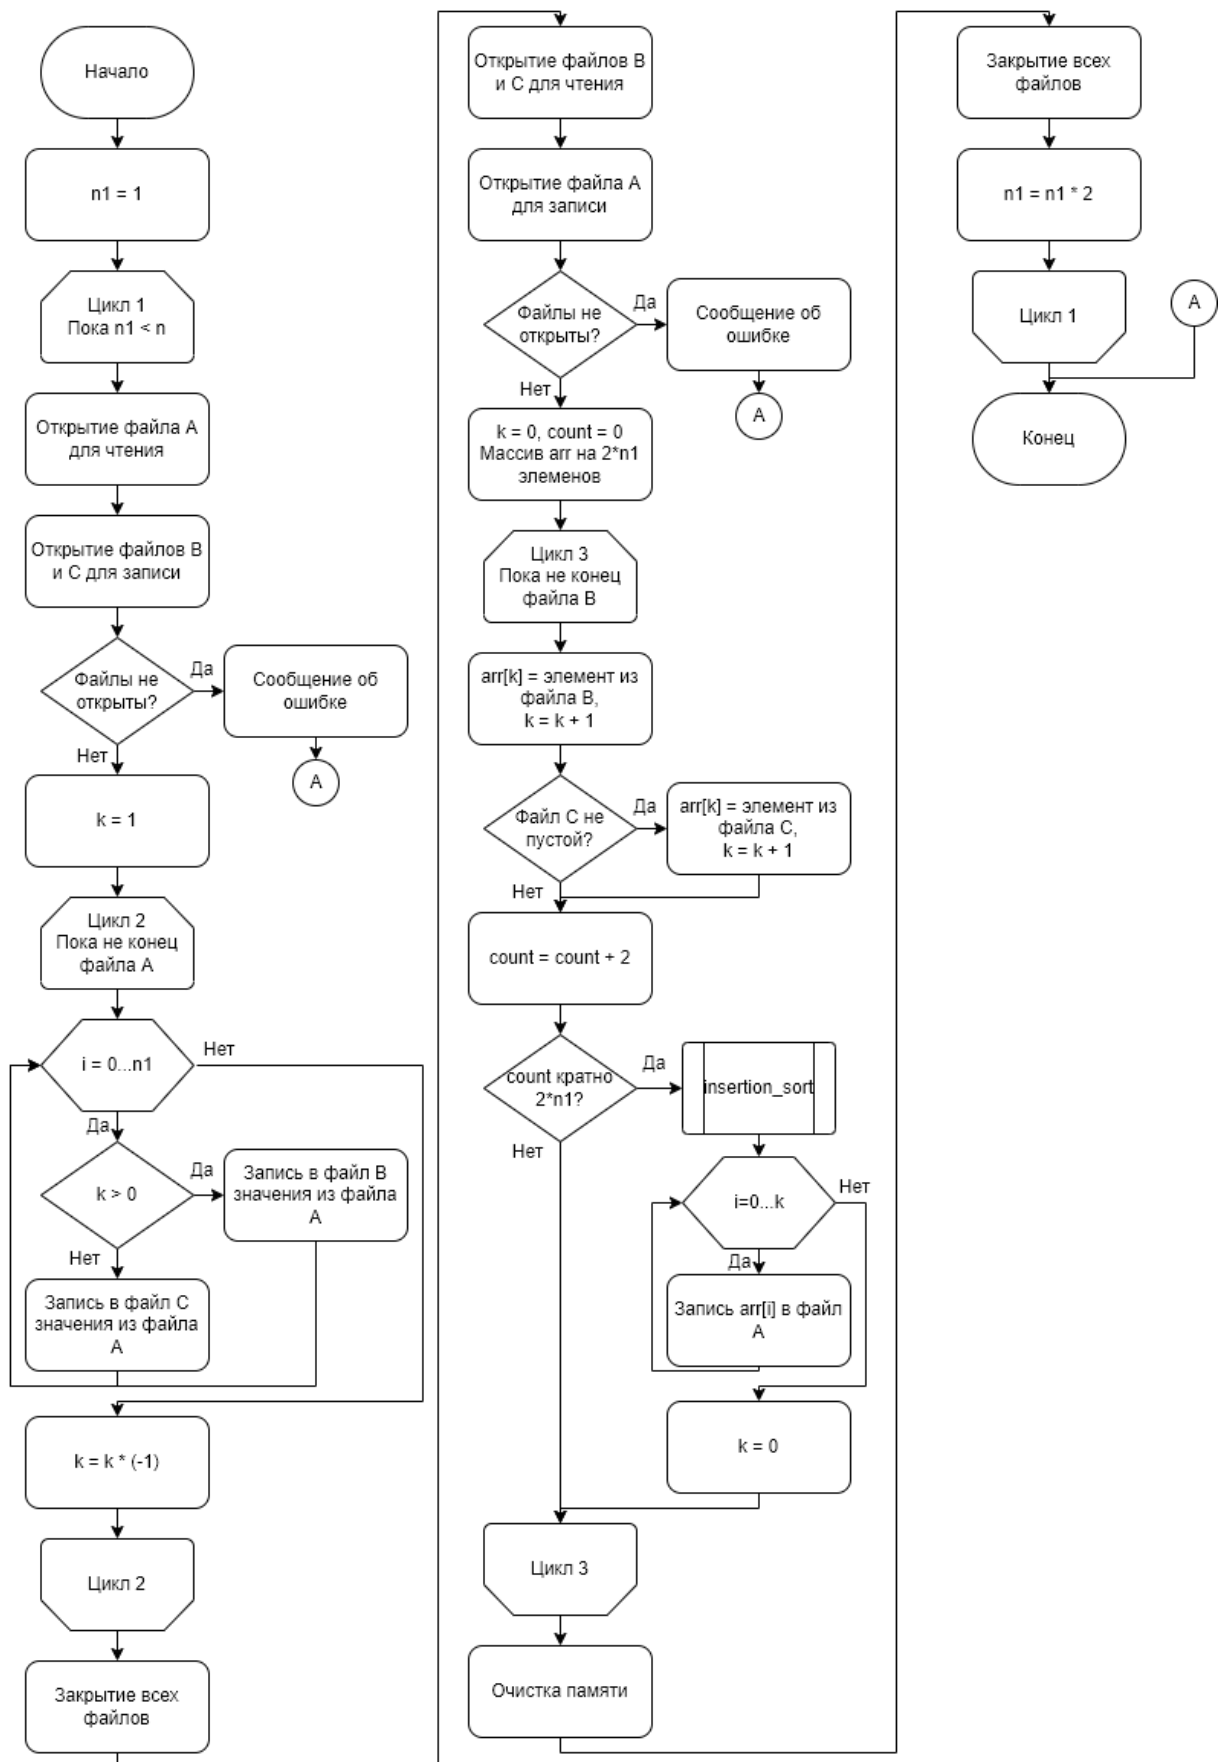 Начало
n1 = 1
Цикл 1
Пока n1 < n
Открытие файла A
для чтения
Открытие файлов B
и C для записи
Файлы не
открыты?
Да
Сообщение об
ошибке
A
Нет
k = 1
Цикл 2
Пока не конец
файла A
i = 0...n1
Нет
Да
k > 0
Да
Запись в файл B
значения из файла
A
Нет
Запись в файл C
значения из файла
A
k = k * (-1)
Цикл 2
Закрытие всех
файлов
Открытие файлов B
и C для чтения
Открытие файла A
для записи
Файлы не
открыты?
Да
Сообщение об
ошибке
A
Нет
k = 0, count = 0
Массив arr на 2*n1
элеменов
Цикл 3
Пока не конец
файла B
arr[k] = элемент из
файла B,
k = k + 1
Файл C не
пустой?
Да
arr[k] = элемент из
файла C,
k = k + 1
Нет
count = count + 2
count кратно
2*n1?
Да
insertion_sort
Нет
i=0...k
Нет
Да
Запись arr[i] в файл
A
k = 0
Цикл 3
Очистка памяти
Закрытие всех
файлов
n1 = n1 * 2
Цикл 1
A
Конец